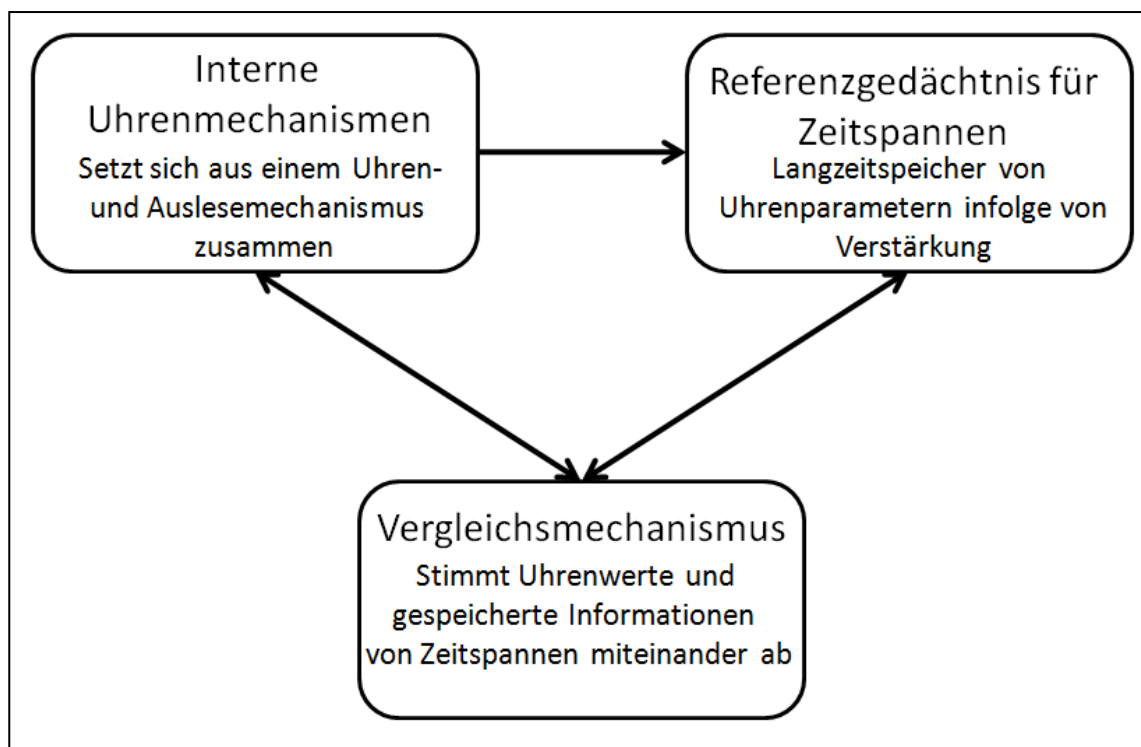 Interne
Uhrenmechanismen
Setzt sich aus einem Uhren-
und Auslesemechanismus
zusammen
Referenzgedächtnis für
Zeitspannen
Langzeitspeicher von
Uhrenparametern infolge von
Verstärkung
Vergleichsmechanismus
Stimmt Uhrenwerte und
gespeicherte Informationen
von Zeitspannen miteinander ab